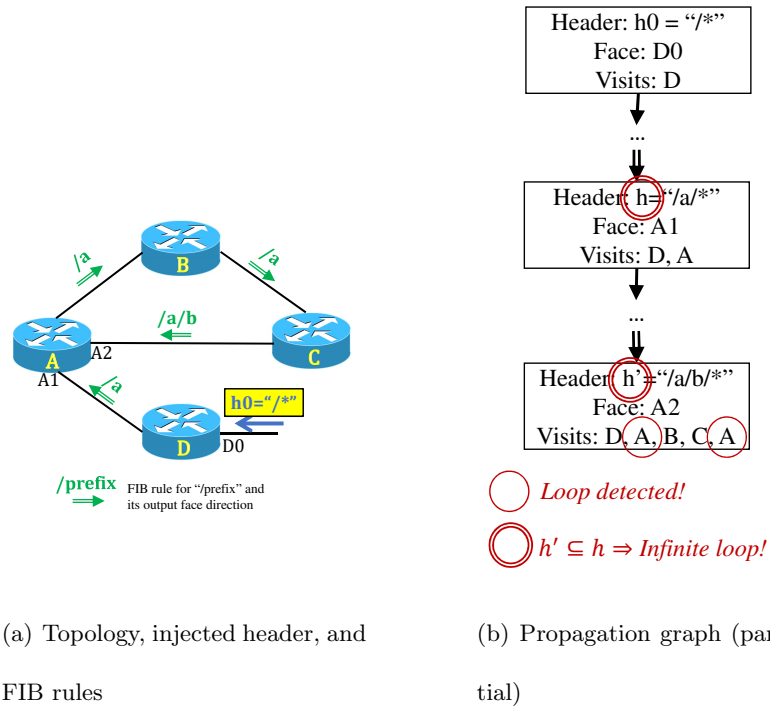 /a
B
/a
/a/b
A
A2
C
A1
/a
h0="/*"
D
D0
/prefix
FIB rule for "/prefix" and
its output face direction
(a) Topology, injected header, and
FIB rules
Header: h0 = "/*"
Face: D0
Visits: D
...
Header: h="/a/*"
Face: A1
Visits: D, A
...
Header: h'="/a/b/*"
Face: A2
Visits: D, A, B, C, A
Loop detected!
h′ ⊆ h ⇒ Infinite loop!
(b) Propagation graph (par
tial)